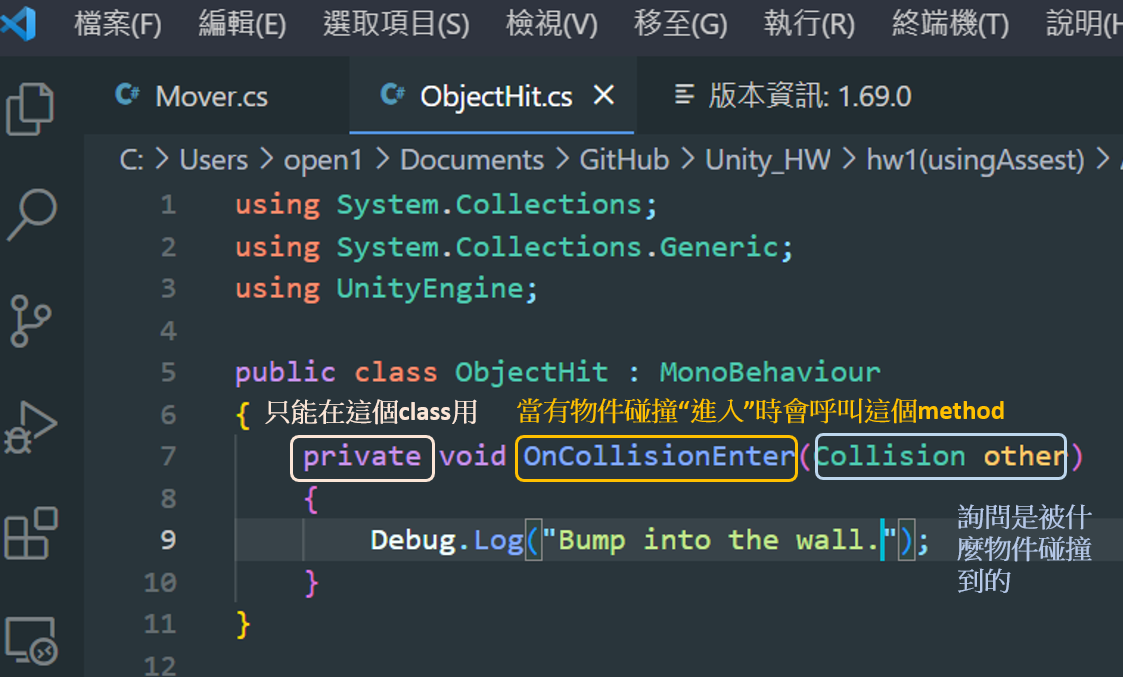 檔案(F) 編輯(E) 選取項目(S) 檢視(V) 移至(G) 執行(R) 終端機(T) 說明(H
Mover.cs ObjectHit.cs 版本資訊: 1.69.0
C: > Users > open1 > Documents > GitHub > Unity_HW > hw1(usingAssest) >
1 using System.Collections;
2 using System.Collections.Generic;
3 using UnityEngine;
4
5 public class ObjectHit : MonoBehaviour
6 { 只能在這個class用 當有物件碰撞“進入”時會呼叫這個method
7 private void OnCollisionEnter(Collision other)
8 {
9 Debug.Log("Bump into the wall.");
詢問是被什
麼物件碰撞
到的
10 }
11 }
12